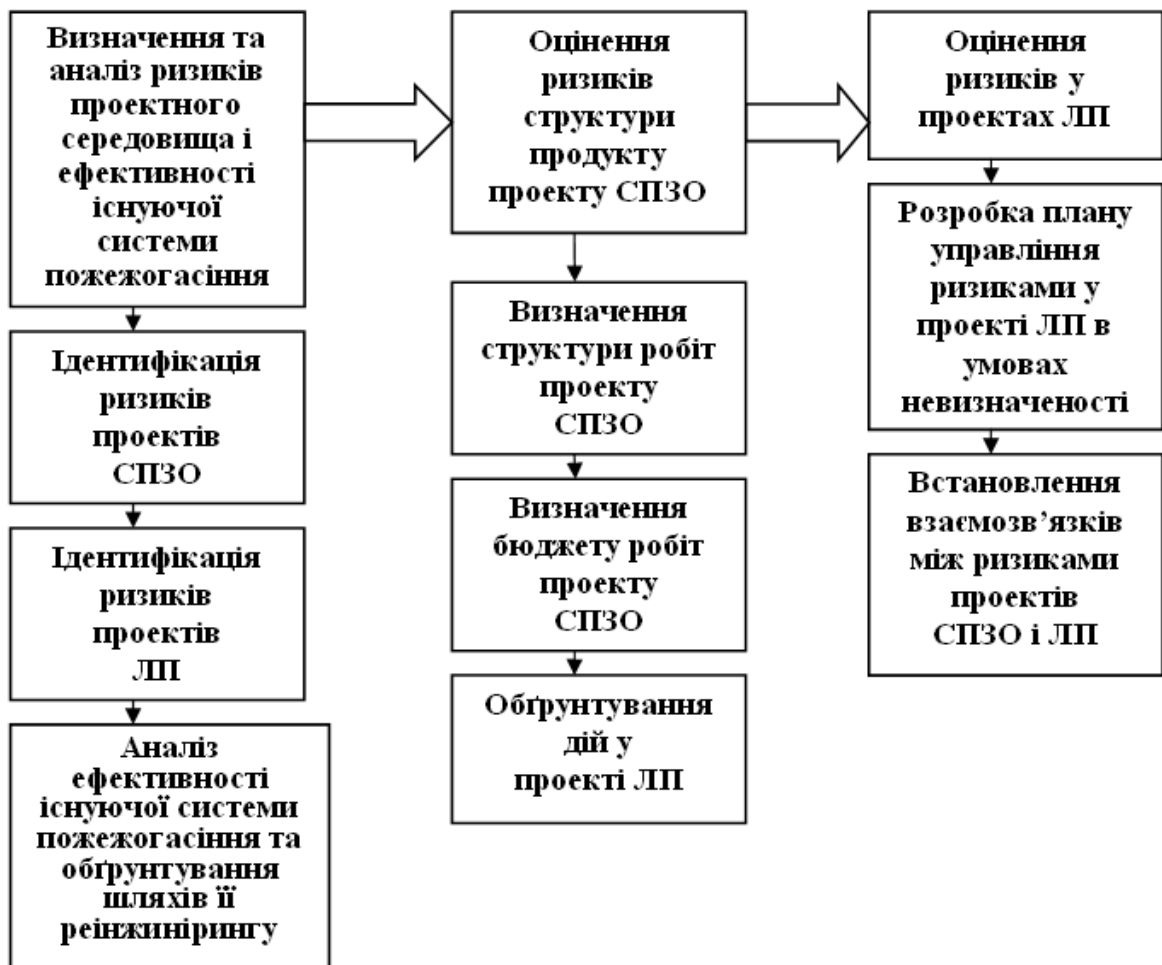 Визначення та
аналіз ризиків
проектного
середовища і
ефективності
існуючої
системи
пожежогасіння
Ідентифікація
ризиків
проектів
СПЗО
Ідентифікація
ризиків
проектів
ЛП
Аналіз
ефективності
існуючої системи
пожежогасіння та
обґрунтування
шляхів її
реінжинірингу
Оцінення
ризиків
структури
продукту
проекту СПЗО
Визначення
структури робіт
проекту
СПЗО
Визначення
бюджету робіт
проекту
СПЗО
Обґрунтування
дій у
проекті ЛП
Оцінення
ризиків у
проектах ЛП
Розробка плану
управління
ризиками у
проекті ЛП в
умовах
невизначеності
Встановлення
взаємозв’язків
між ризиками
проектів
СПЗО і ЛП